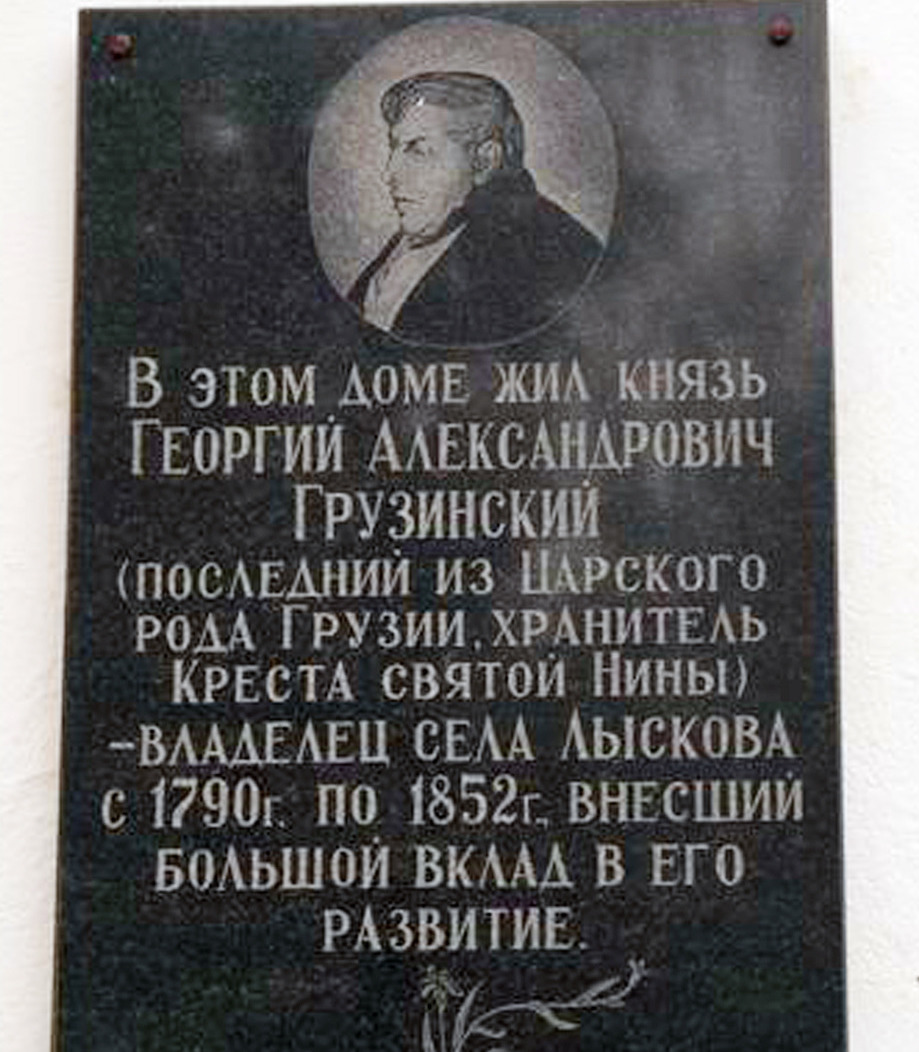 В этом доме жил князь
Георгий Александрович
Грузинский
(последний из Царского
рода Грузии, хранитель
Креста святой Нины)
-владелец села Лыскова
с 1790г. по 1852г., внесший
большой вклад в его
развитие.